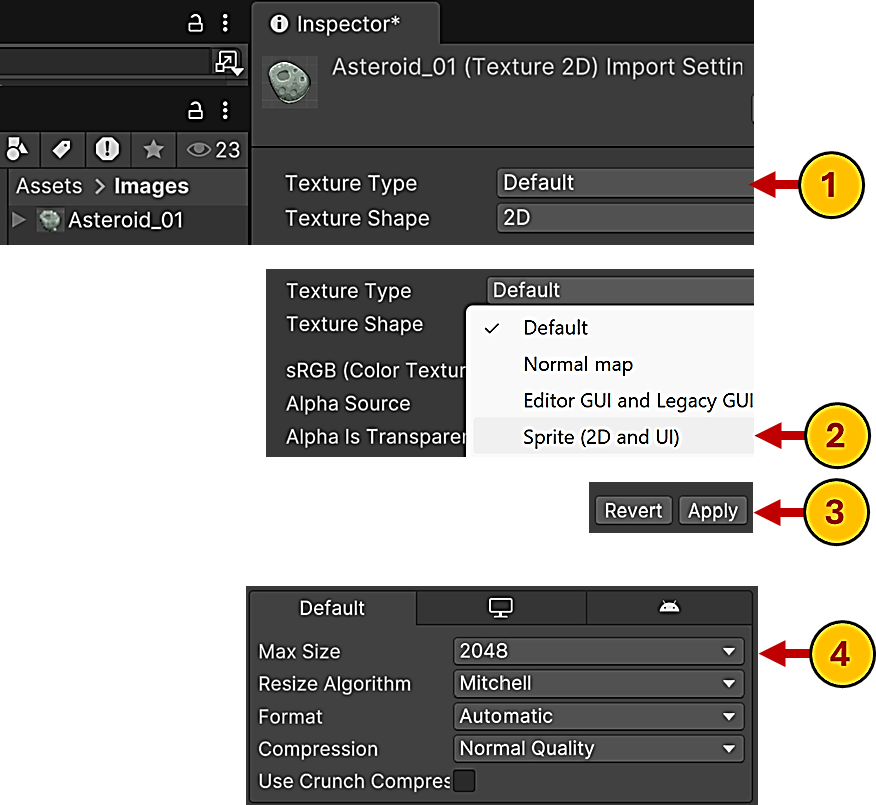 Inspector*
Asteroid_01 (Texture 2D) Import Settin
23
Assets > Images
Asteroid_01
Texture Type Default
Texture Shape 2D
1
Texture Type Default
Texture Shape
sRGB (Color Textur
Alpha Source
Alpha Is Transparer
Default
Normal map
Editor GUI and Legacy GUI
Sprite (2D and UI)
2
Revert Apply
3
Default
Max Size 2048
4
Resize Algorithm Mitchell
Format Automatic
Compression Normal Quality
Use Crunch Compres